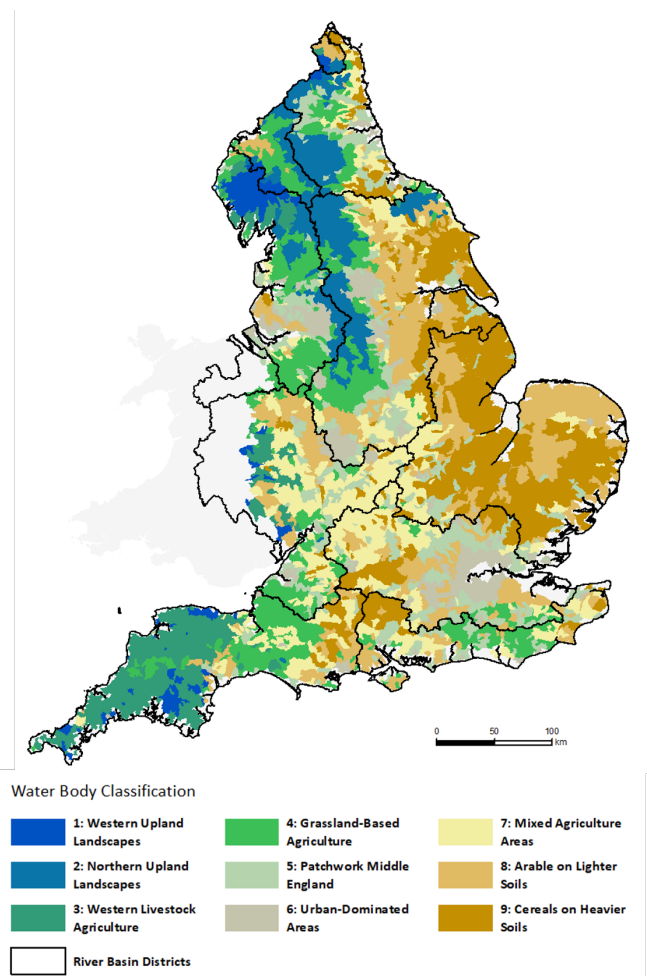 0 50 100
km
Water Body Classification
1: Western Upland
Landscapes
2: Northern Upland
Landscapes
3: Western Livestock
Agriculture
River Basin Districts
4: Grassland-Based
Agriculture
5: Patchwork Middle
England
6: Urban-Dominated
Areas
7: Mixed Agriculture
Areas
8: Arable on Lighter
Soils
9: Cereals on Heavier
Soils